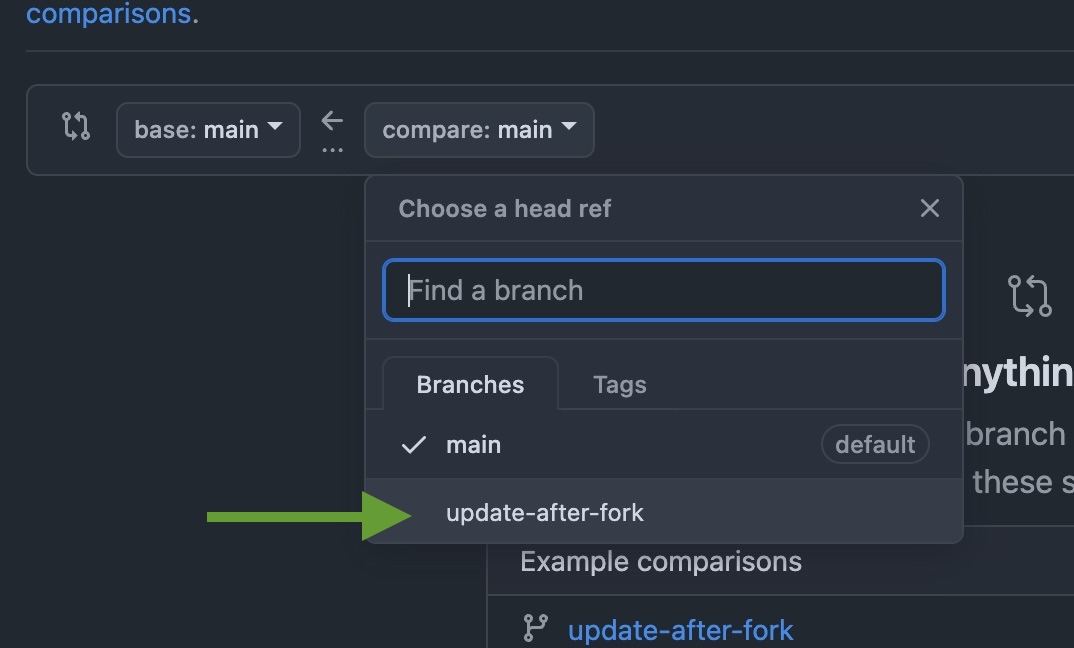 comparisons.
base: main
compare: main
Choose a head ref
Find a branch
Branches
Tags
main
default
update-after-fork
branch
these
Example comparisons
update-after-fork